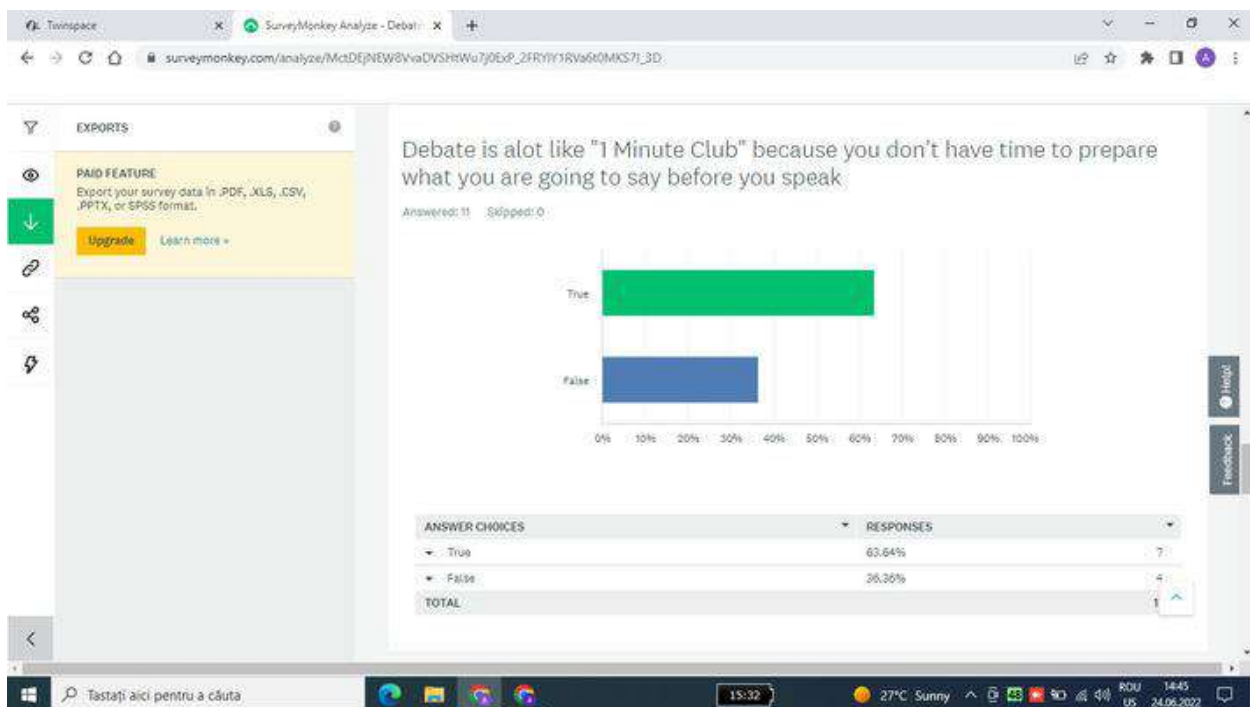 Twinspace
SurveyMonkey Analyze - Debat
surveymonkey.com/analyze/
EXPORTS
PAID FEATURE
Export your survey data in .PDF, .XLS, .CSV,
.PPTX, or SPSS format.
Upgrade Learn more »
Debate is alot like "1 Minute Club" because you don't have time to prepare
what you are going to say before you speak
Answered: 11 Skipped: 0
True
False
0% 10% 20% 30% 40% 50% 60% 70% 80% 90% 100%
ANSWER CHOICES RESPONSES
True 63.64% 7
False 36.36% 4
TOTAL 1
Help!
Feedback
Tastați aici pentru a căuta
15:32
27°C Sunny
ROU 14:45
US 24.06.2022